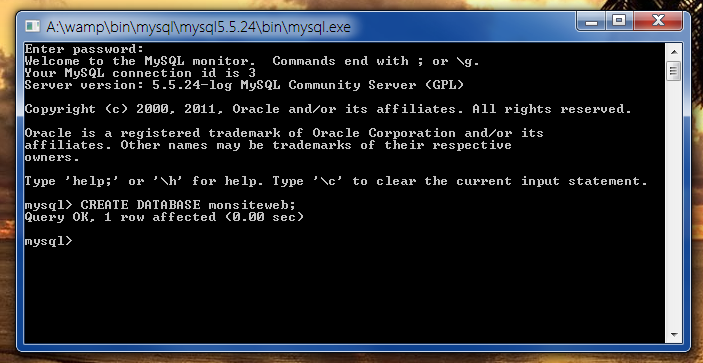 A:\wamp\bin\mysql\mysql5.5.24\bin\mysql.exe
Enter password:
Welcome to the MySQL monitor.  Commands end with ; or \g.
Your MySQL connection id is 3
Server version: 5.5.24-log MySQL Community Server (GPL)
Copyright (c) 2000, 2011, Oracle and/or its affiliates. All rights reserved.
Oracle is a registered trademark of Oracle Corporation and/or its
affiliates. Other names may be trademarks of their respective
owners.
Type 'help;' or '\h' for help. Type '\c' to clear the current input statement.
mysql> CREATE DATABASE monsiteweb;
Query OK, 1 row affected (0.00 sec)
mysql>